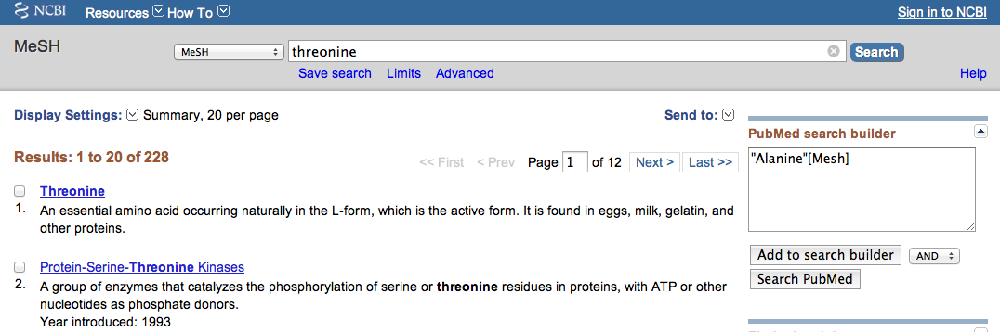 NCBI Resources How To Sign in to NCBI
MeSH MeSH threonine Search
Save search Limits Advanced Help
Display Settings: Summary, 20 per page Send to:
Results: 1 to 20 of 228 << First < Prev Page 1 of 12 Next > Last >>
Threonine
1. An essential amino acid occurring naturally in the L-form, which is the active form. It is found in eggs, milk, gelatin, and
other proteins.
Protein-Serine-Threonine Kinases
2. A group of enzymes that catalyzes the phosphorylation of serine or threonine residues in proteins, with ATP or other
nucleotides as phosphate donors.
Year introduced: 1993
PubMed search builder
"Alanine"[Mesh]
Add to search builder AND
Search PubMed